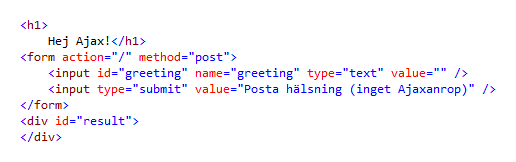 <h1>
    Hej Ajax!</h1>
<form action="/" method="post">
    <input id="greeting" name="greeting" type="text" value="" />
    <input type="submit" value="Posta hälsning (inget Ajaxanrop)" />
</form>
<div id="result">
</div>